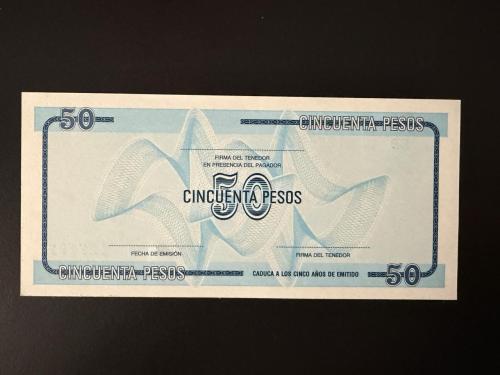 50
CINCUENTA PESOS
FIRMA DEL TENEDOR
EN PRESENCIA DEL PAGADOR
50
CINCUENTA PESOS
FECHA DE EMISIÓN
FIRMA DEL TENEDOR
CINCUENTA PESOS
CADUCA A LOS CINCO AÑOS DE EMITIDO
50